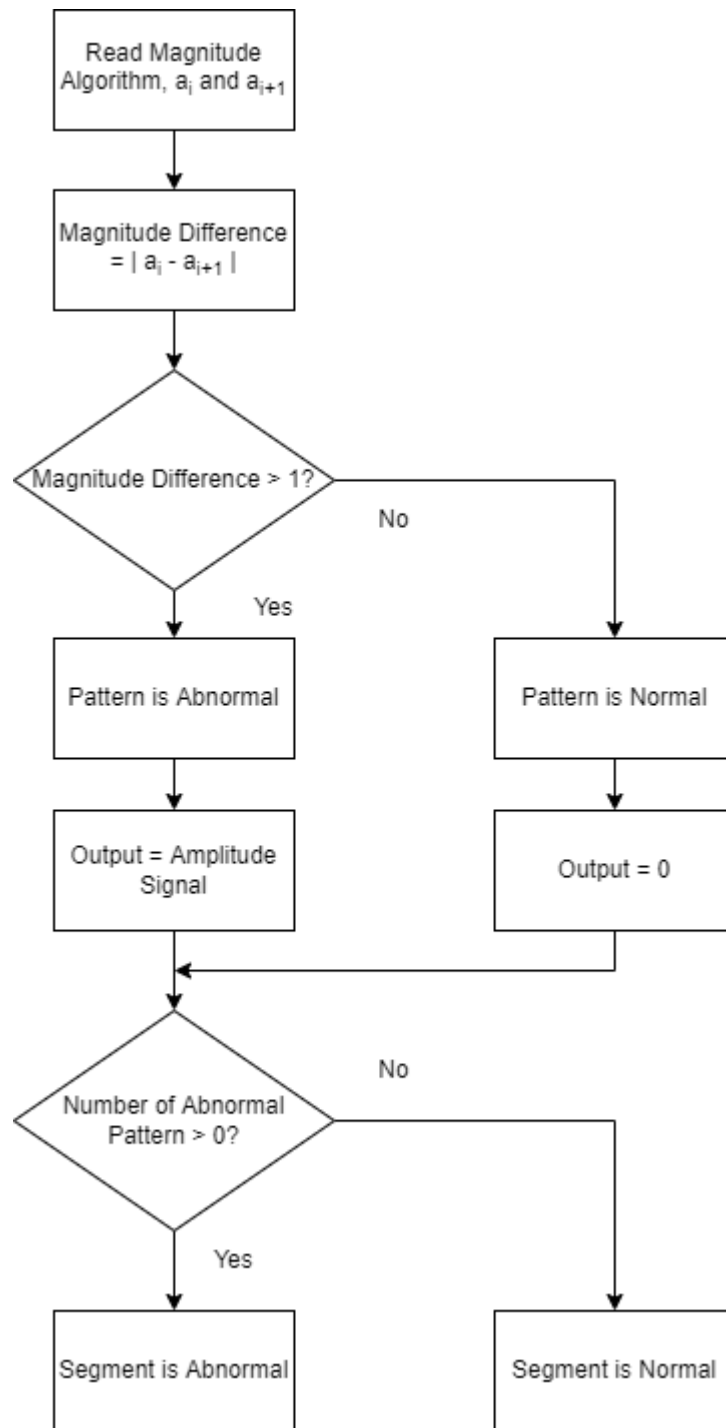 Read Magnitude
Algorithm, aᵢ and aᵢ₊₁
Magnitude Difference
= | aᵢ - aᵢ₊₁ |
Magnitude Difference > 1?
No
Yes
Pattern is Abnormal
Pattern is Normal
Output = Amplitude
Signal
Output = 0
No
Number of Abnormal
Pattern > 0?
Yes
Segment is Abnormal
Segment is Normal